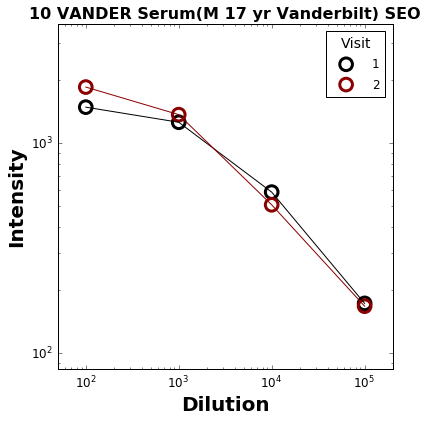 10 VANDER Serum(M 17 yr Vanderbilt) SEO
Visit
1
2
Intensity
10³
10²
10² 10³ 10⁴ 10⁵
Dilution